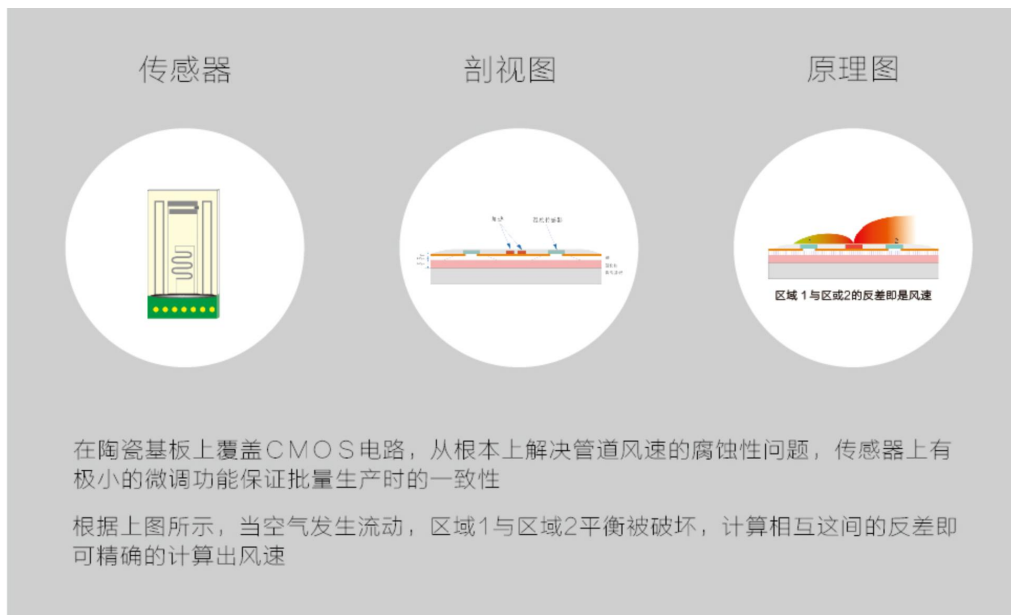 传感器
剖视图
原理图
区域 1与区或2的反差即是风速
在陶瓷基板上覆盖CMOS电路，从根本上解决管道风速的腐蚀性问题，传感器上有
极小的微调功能保证批量生产时的一致性
根据上图所示，当空气发生流动，区域1与区域2平衡被破坏，计算相互这间的反差即
可精确的计算出风速